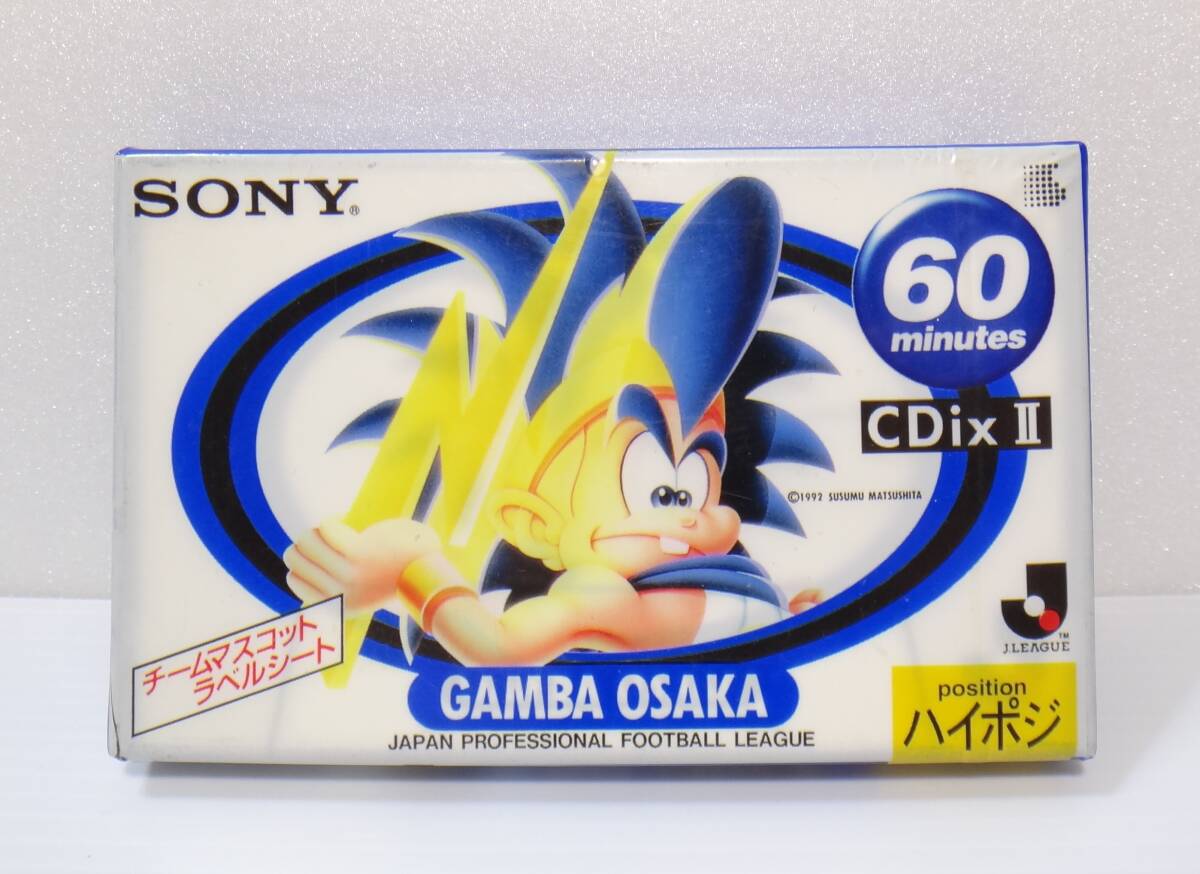 SONY®
60
minutes
CDix II
©1992 SUSUMU MATSUSHITA
J.LEAGUE™
チームマスコット
ラベルシート
GAMBA OSAKA
JAPAN PROFESSIONAL FOOTBALL LEAGUE
position
ハイポジ